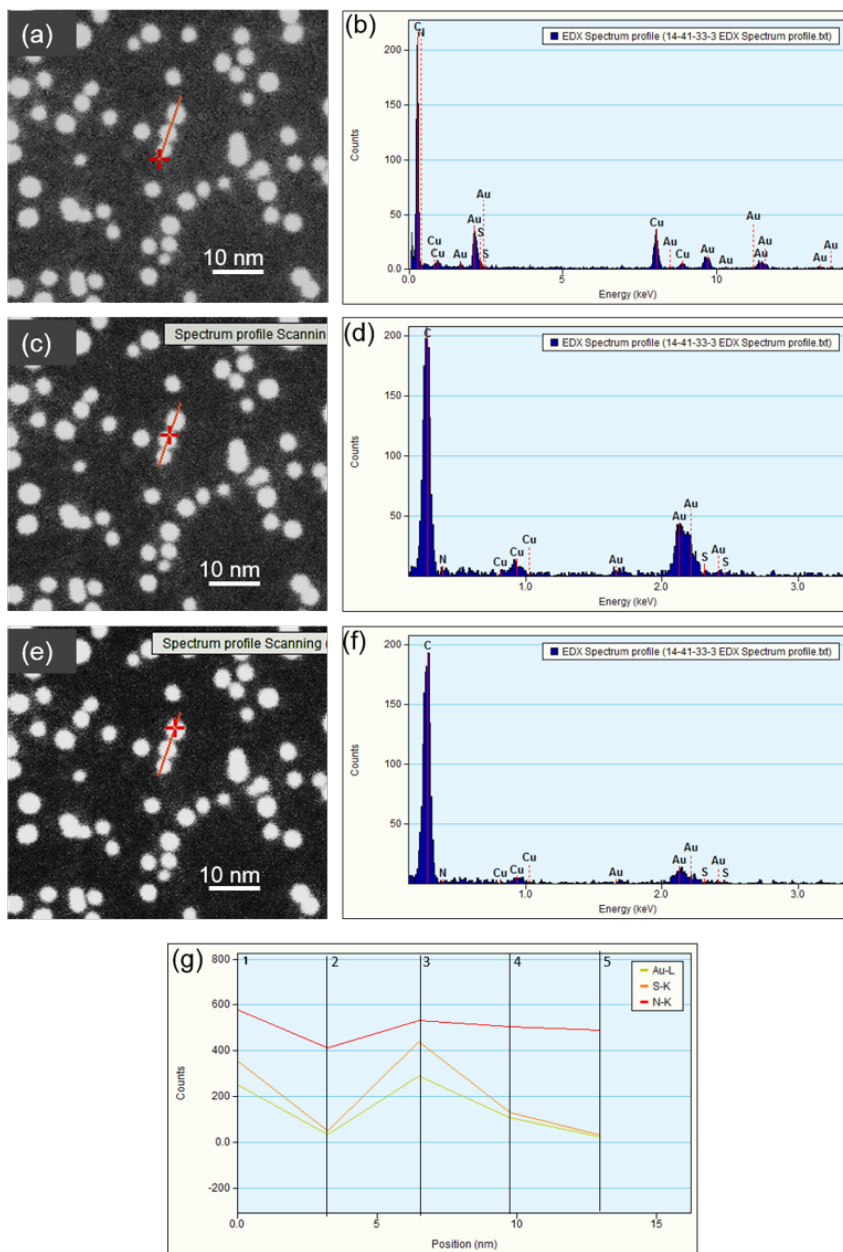 (a)
10 nm
(b)
EDX Spectrum profile (14-41-33-3 EDX Spectrum profile.txt)
Counts
200
150
100
50
0.0
0.0
5
10
Energy (keV)
C
N
Cu
Cu
Au
Au
S
Au
S
Cu
Au
Cu
Au
Au
Au
Au
Au
Au
Au
(c)
Spectrum profile Scannin
10 nm
(d)
EDX Spectrum profile (14-41-33-3 EDX Spectrum profile.txt)
Counts
200
150
100
50
1.0
2.0
3.0
Energy (keV)
C
N
Cu
Cu
Cu
Au
Au
Au
S
Au
S
(e)
Spectrum profile Scanning (
10 nm
(f)
EDX Spectrum profile (14-41-33-3 EDX Spectrum profile.txt)
Counts
200
150
100
50
1.0
2.0
3.0
Energy (keV)
C
N
Cu
Cu
Cu
Au
Au
Au
S
Au
S
(g)
1
2
3
4
5
Au-L
S-K
N-K
Counts
800
600
400
200
0.0
-200
0.0
5
10
15
Position (nm)